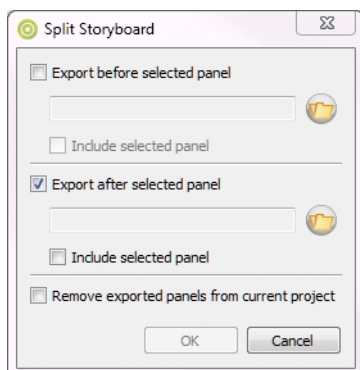 Split Storyboard
Export before selected panel
Include selected panel
Export after selected panel
Include selected panel
Remove exported panels from current project
OK Cancel